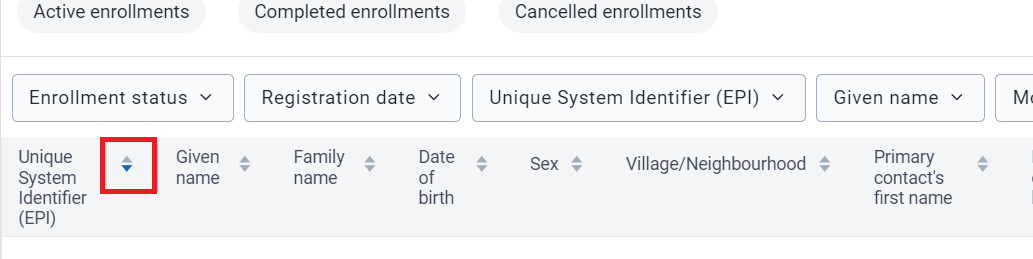 Active enrollments
Completed enrollments
Cancelled enrollments
Enrollment status
Registration date
Unique System Identifier (EPI)
Given name
Unique
System
Identifier
(EPI)
Given
name
Family
name
Date
of
birth
Sex
Village/Neighbourhood
Primary
contact's
first name